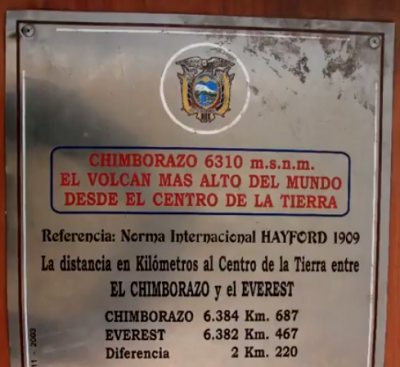 CHIMBORAZO 6310 m.s.n.m.
EL VOLCAN MAS ALTO DEL MUNDO
DESDE EL CENTRO DE LA TIERRA
Referencia: Norma Internacional HAYFORD 1909
La distancia en Kilómetros al Centro de la Tierra entre
EL CHIMBORAZO y el EVEREST
CHIMBORAZO 6.384 Km. 687
EVEREST 6.382 Km. 467
Diferencia 2 Km. 220
11 - 2002